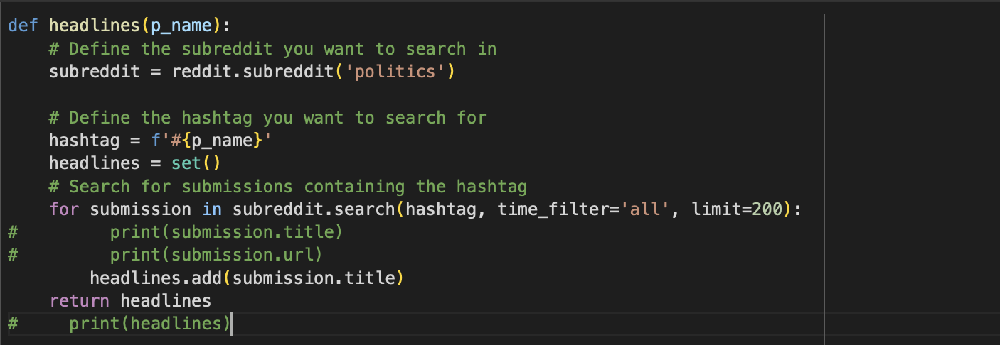 def headlines(p_name):
    # Define the subreddit you want to search in
    subreddit = reddit.subreddit('politics')

    # Define the hashtag you want to search for
    hashtag = f'#{p_name}'
    headlines = set()
    # Search for submissions containing the hashtag
    for submission in subreddit.search(hashtag, time_filter='all', limit=200):
#         print(submission.title)
#         print(submission.url)
        headlines.add(submission.title)
    return headlines
#     print(headlines)